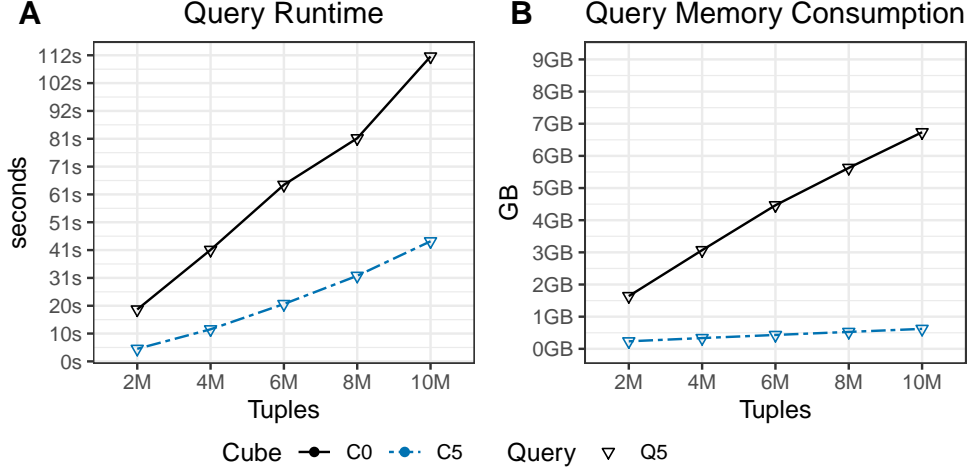 A Query Runtime
seconds
112s
102s
92s
81s
71s
61s
51s
41s
31s
20s
10s
0s
2M 4M 6M 8M 10M
Tuples
B Query Memory Consumption
GB
9GB
8GB
7GB
6GB
5GB
4GB
3GB
2GB
1GB
0GB
2M 4M 6M 8M 10M
Tuples
Cube C0 C5 Query Q5